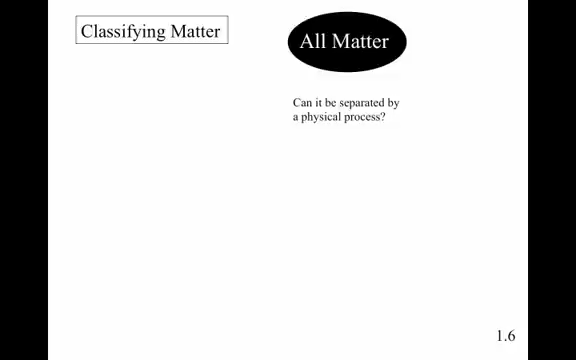 Classifying Matter
All Matter
Can it be separated by
a physical process?
1.6